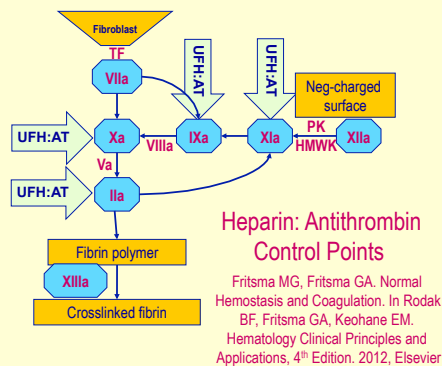 Fibroblast
TF
VIIa
UFH:AT
UFH:AT
Neg-charged
surface
UFH:AT
Xa
VIIIa
IXa
XIa
PK
HMWK
XIIa
Va
UFH:AT
IIa
Fibrin polymer
XIIIa
Crosslinked fibrin
Heparin: Antithrombin
Control Points
Fritsma MG, Fritsma GA. Normal
Hemostasis and Coagulation. In Rodak
BF, Fritsma GA, Keohane EM.
Hematology Clinical Principles and
Applications, 4th Edition. 2012, Elsevier